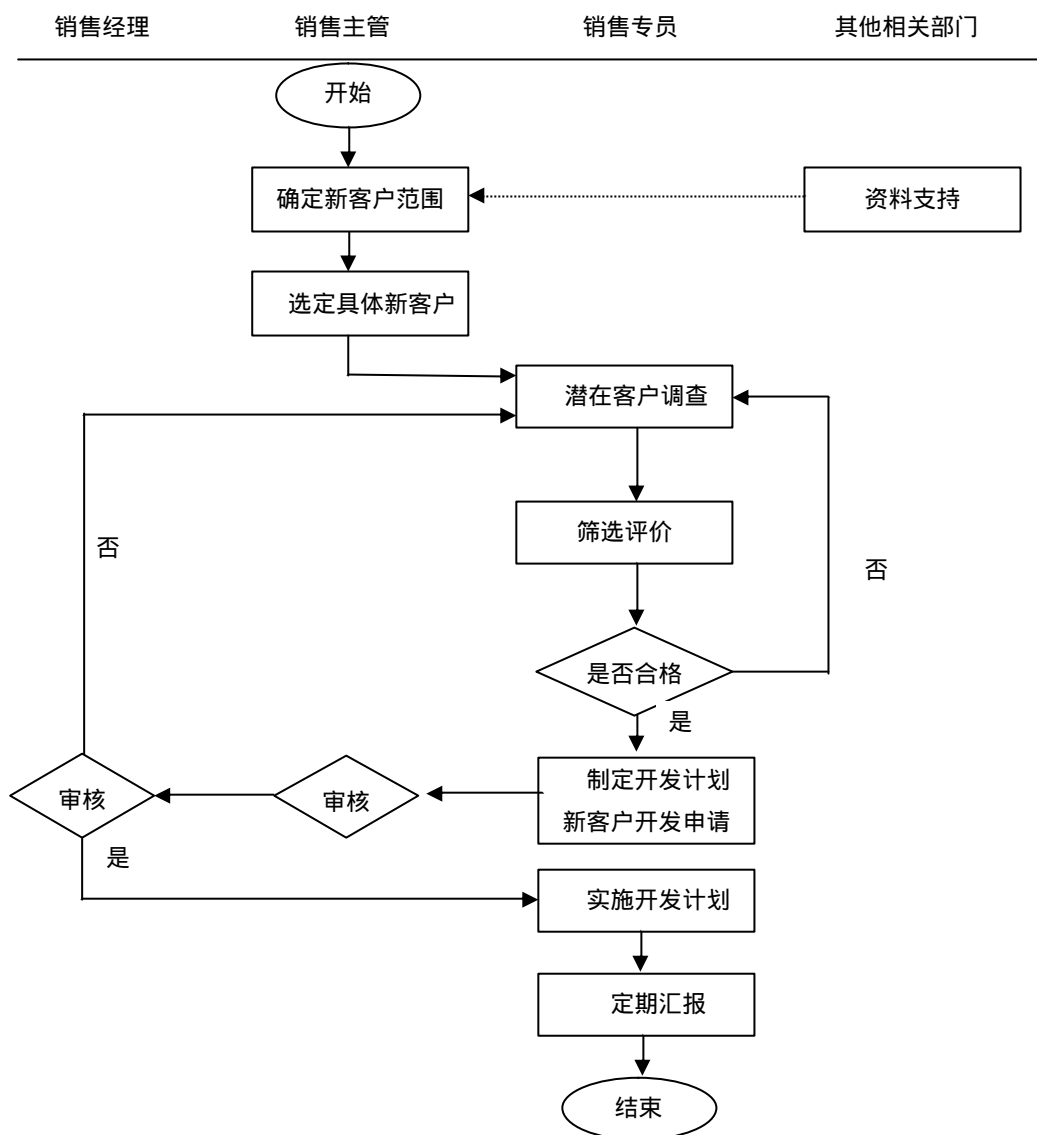 销售经理 销售主管 销售专员 其他相关部门
开始
确定新客户范围 资料支持
选定具体新客户
潜在客户调查
筛选评价
否
否
是否合格
是
制定开发计划
审核 审核
新客户开发申请
是
实施开发计划
定期汇报
结束